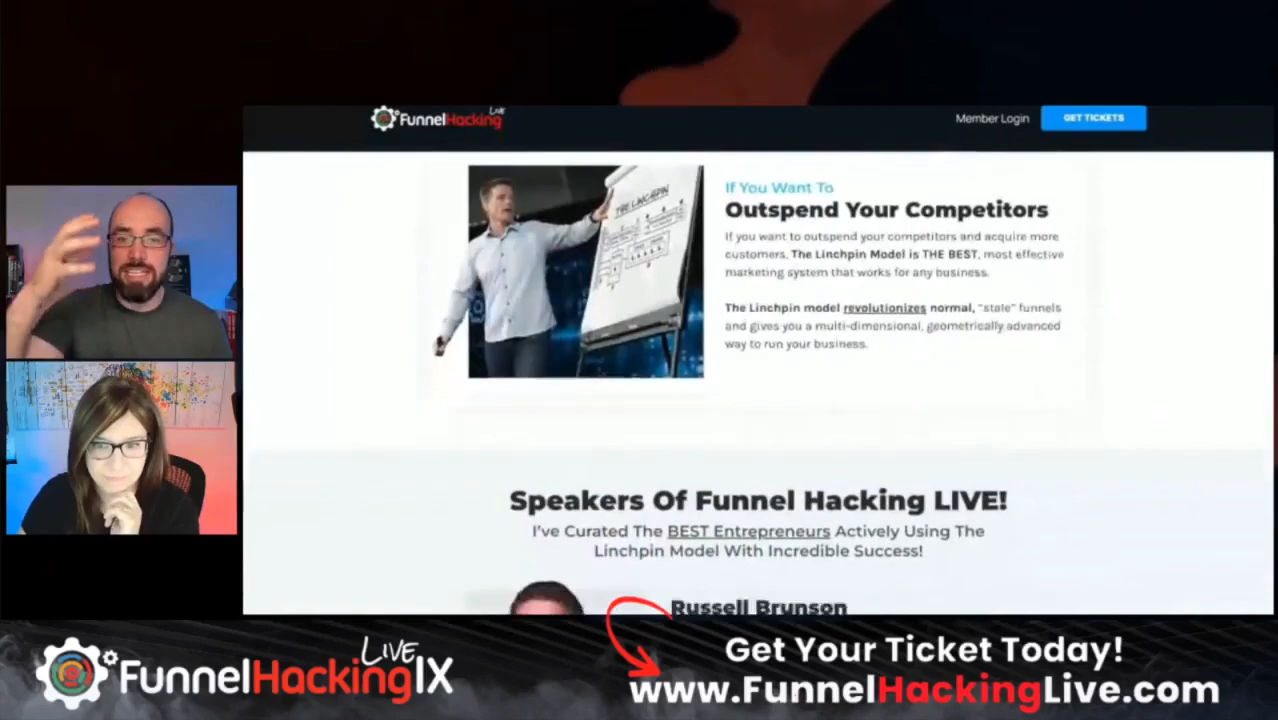 FunnelHacking LIVE
Member Login
GET TICKETS
THE LINCHPIN
If You Want To
Outspend Your Competitors
If you want to outspend your competitors and acquire more
customers, The Linchpin Model is THE BEST, most effective
marketing system that works for any business.
The Linchpin model revolutionizes normal, "stale" funnels
and gives you a multi-dimensional, geometrically advanced
way to run your business.
Speakers Of Funnel Hacking LIVE!
I've Curated The BEST Entrepreneurs Actively Using The
Linchpin Model With Incredible Success!
Russell Brunson
FunnelHacking LIVE IX
Get Your Ticket Today!
www.FunnelHackingLive.com